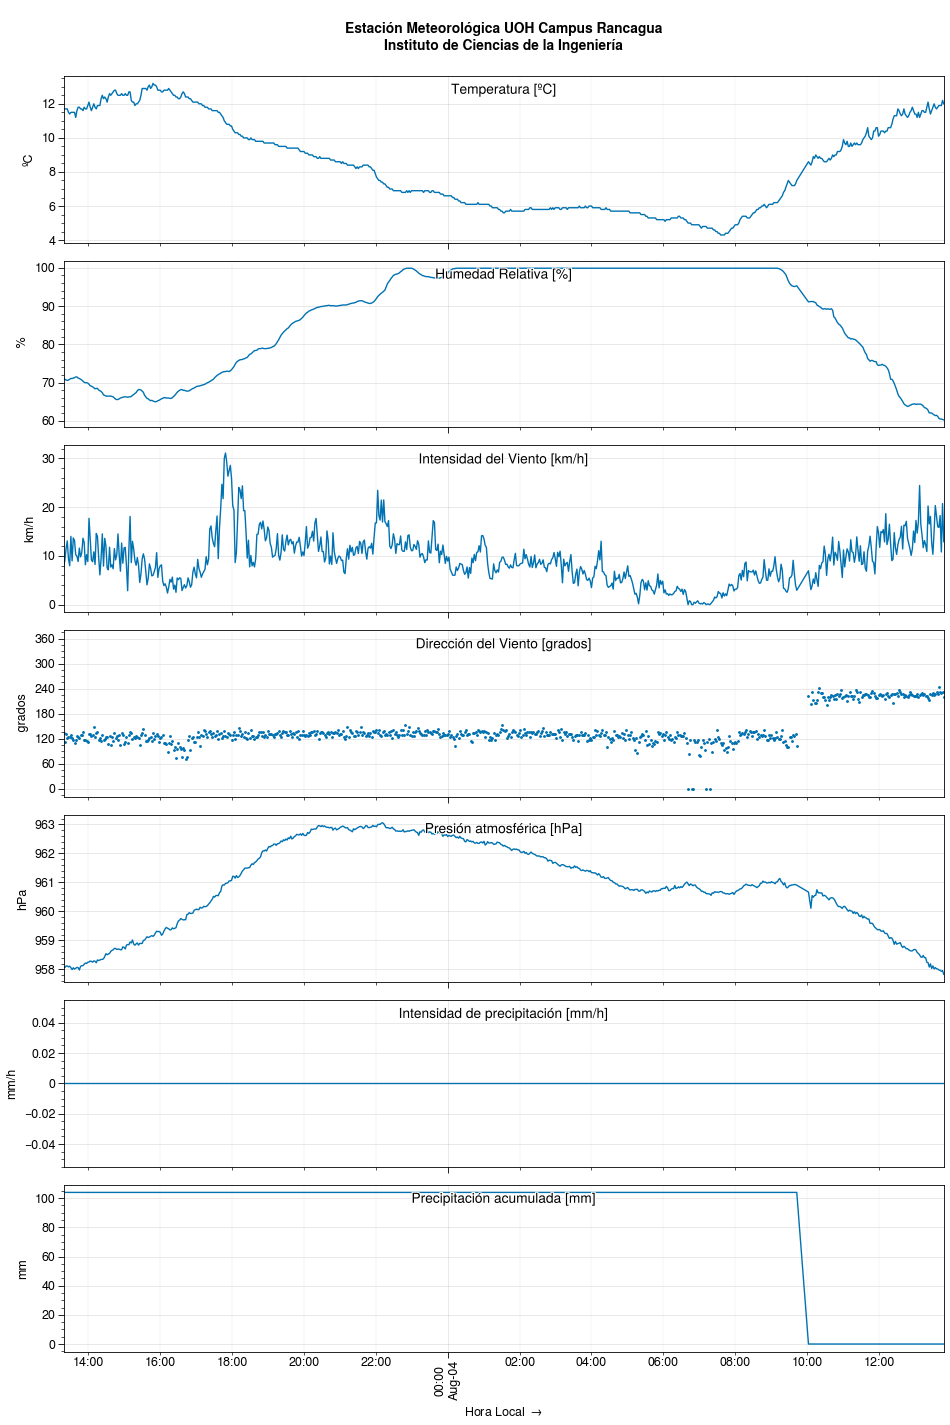 Estación Meteorológica UOH Campus Rancagua
Instituto de Ciencias de la Ingeniería
Temperatura [ºC]
12
10
8
6
4
ºC
Humedad Relativa [%]
100
90
80
70
60
%
Intensidad del Viento [km/h]
30
20
10
0
km/h
Dirección del Viento [grados]
360
300
240
180
120
60
0
grados
Presión atmosférica [hPa]
963
962
961
960
959
958
hPa
Intensidad de precipitación [mm/h]
0.04
0.02
0
−0.02
−0.04
mm/h
Precipitación acumulada [mm]
100
80
60
40
20
0
mm
14:00 16:00 18:00 20:00 22:00 00:00 02:00 04:00 06:00 08:00 10:00 12:00
Aug-04
Hora Local →